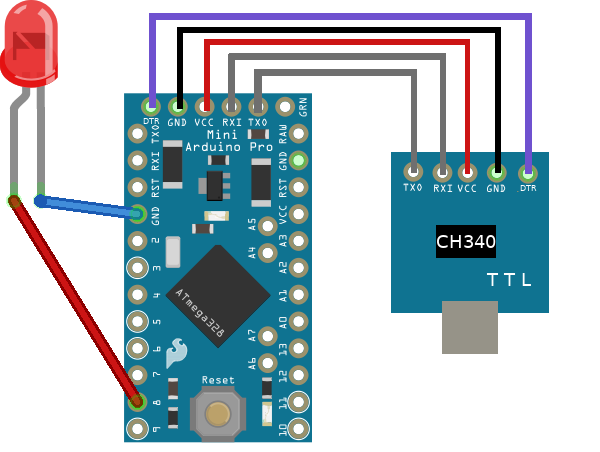 DTR GND VCC RXI TXO GRN
Mini
Arduino Pro
TXO
RXI
RST
GND
2
3
4
5
6
7
8
9
RAW
GND
RST
VCC
A3
A2
A1
A0
13
12
11
10
A5
A4
A7
A6
ATmega328
Reset
TXO RXI VCC GND DTR
CH340
TTL